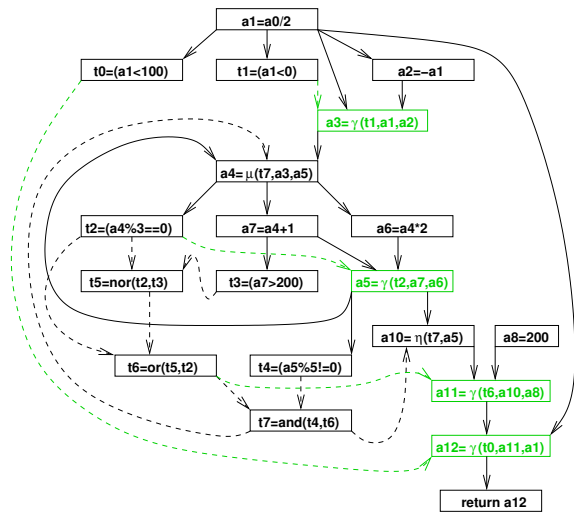 a1=a0/2
t0=(a1<100)
t1=(a1<0)
a2=−a1
a3= γ(t1,a1,a2)
a4= μ(t7,a3,a5)
t2=(a4%3==0)
a7=a4+1
a6=a4*2
t5=nor(t2,t3)
t3=(a7>200)
a5= γ(t2,a7,a6)
a10= η(t7,a5)
a8=200
t6=or(t5,t2)
t4=(a5%5!=0)
a11= γ(t6,a10,a8)
t7=and(t4,t6)
a12= γ(t0,a11,a1)
return a12